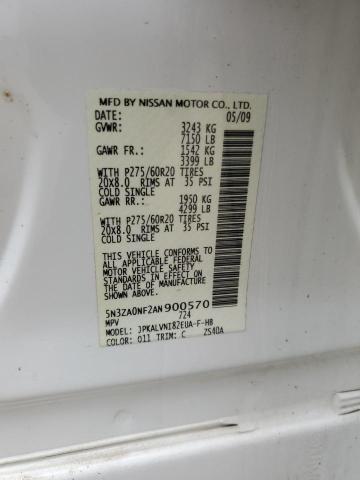 MFD BY NISSAN MOTOR CO., LTD.
DATE: 05/09
GVWR: 3243 KG
7150 LB
GAWR FR.: 1542 KG
3399 LB
WITH P275/60R20 TIRES
20X8.0 RIMS AT 35 PSI
COLD SINGLE
GAWR RR.: 1950 KG
4299 LB
WITH P275/60R20 TIRES
20X8.0 RIMS AT 35 PSI
COLD SINGLE
THIS VEHICLE CONFORMS
TO ALL APPLICABLE FEDERAL
MOTOR VEHICLE SAFETY
STANDARDS IN EFFECT ON
THE DATE OF MANUFACTURE
SHOWN ABOVE.
5N3ZA0NF2AN900570
MPV 724
MODEL: JPKALVNI82EUA-F-HB
COLOR: 011 TRIM: C ZS4DA